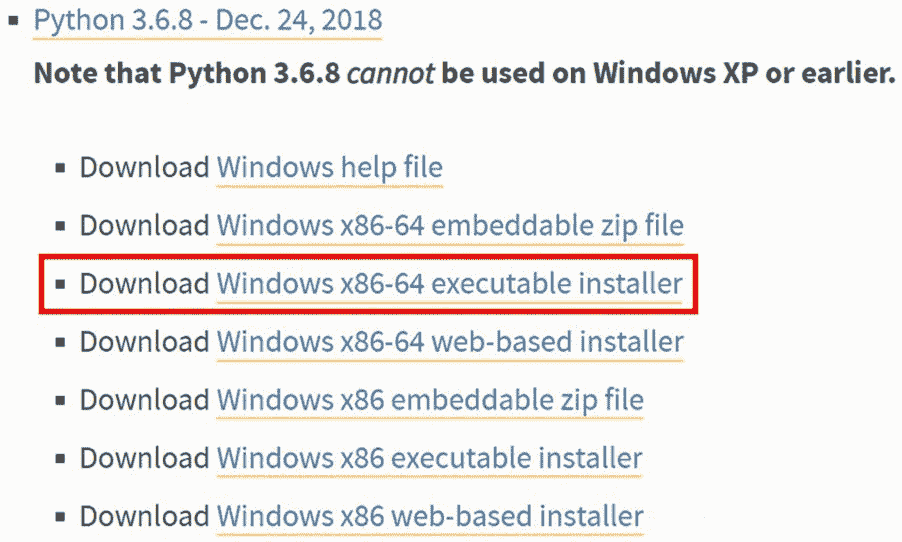 Python 3.6.8 - Dec. 24, 2018
Note that Python 3.6.8 cannot be used on Windows XP or earlier.
Download Windows help file
Download Windows x86-64 embeddable zip file
Download Windows x86-64 executable installer
Download Windows x86-64 web-based installer
Download Windows x86 embeddable zip file
Download Windows x86 executable installer
Download Windows x86 web-based installer